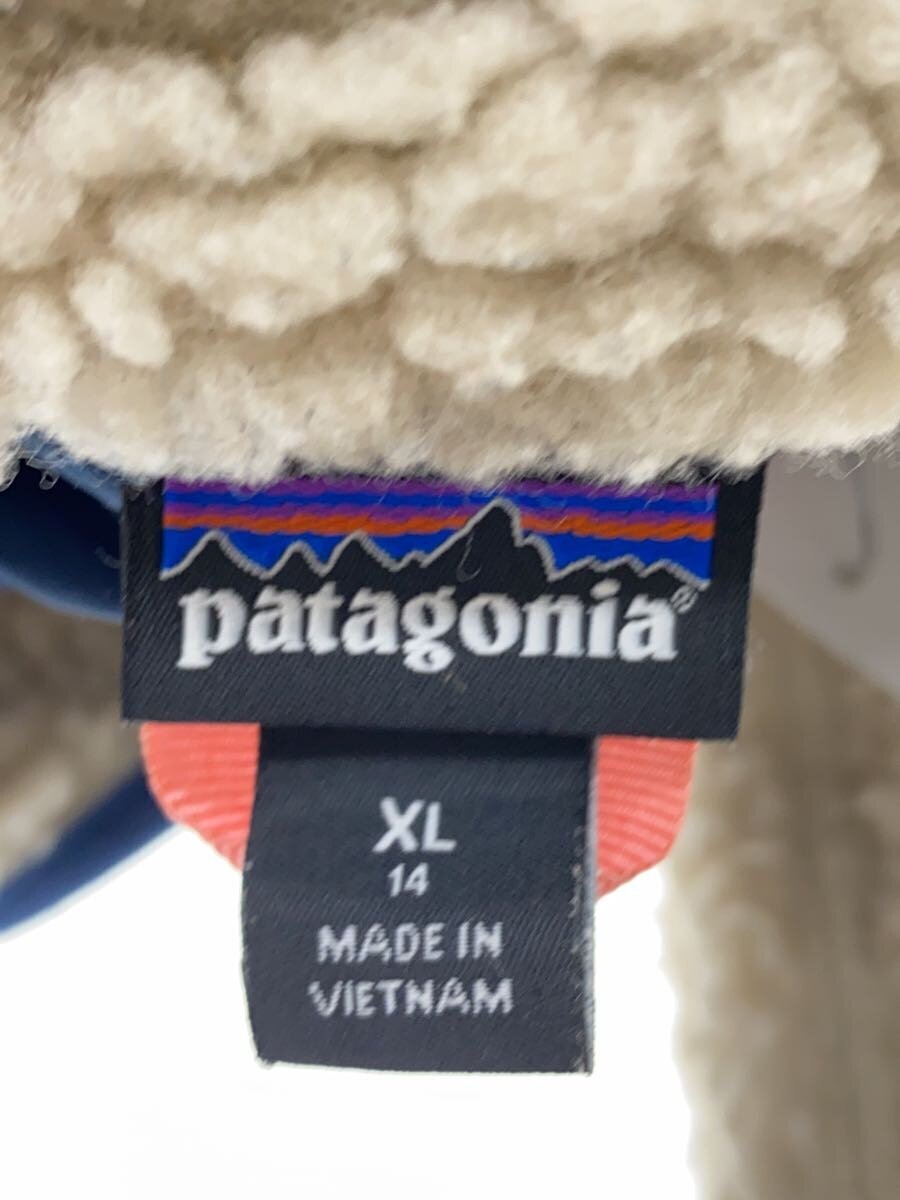 patagonia®
XL
14
MADE IN
VIETNAM